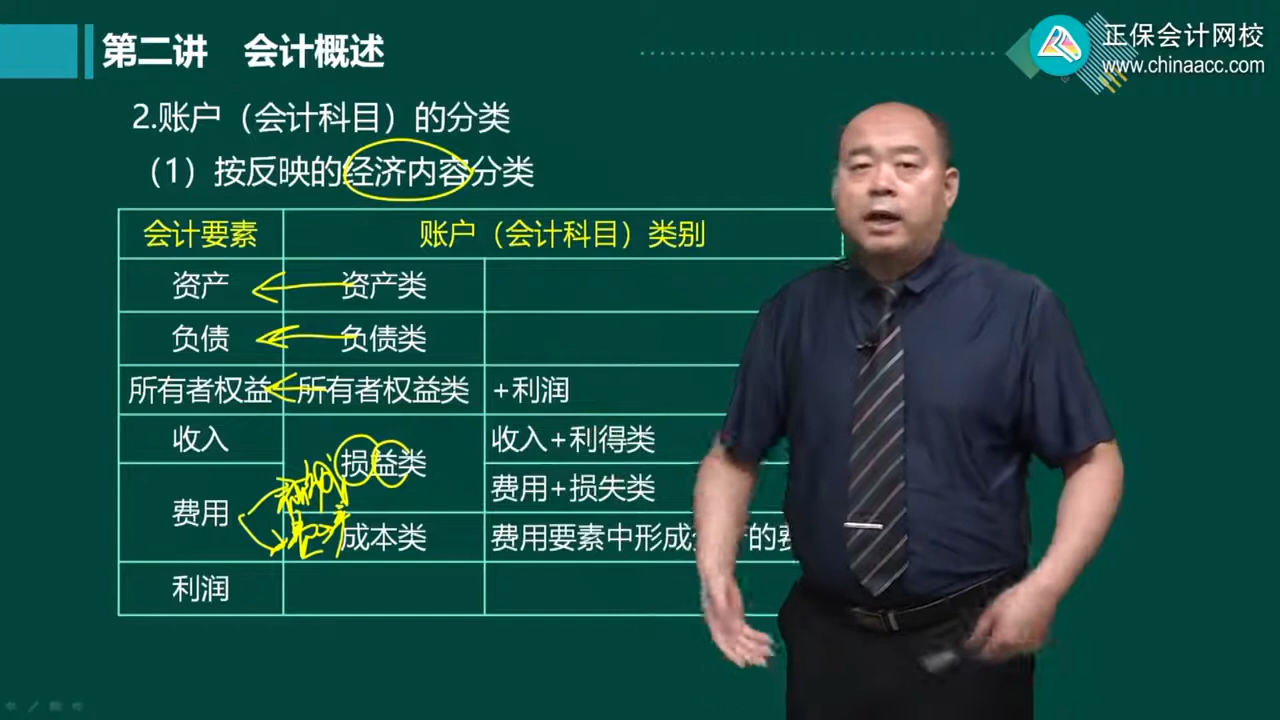 第二讲 会计概述
正保会计网校
www.chinaacc.com
2.账户（会计科目）的分类
（1）按反映的经济内容分类
会计要素 账户（会计科目）类别
资产 资产类
负债 负债类
所有者权益 所有者权益类 +利润
收入 损益类 收入+利得类
费用 费用+损失类
成本类 费用要素中形成
利润